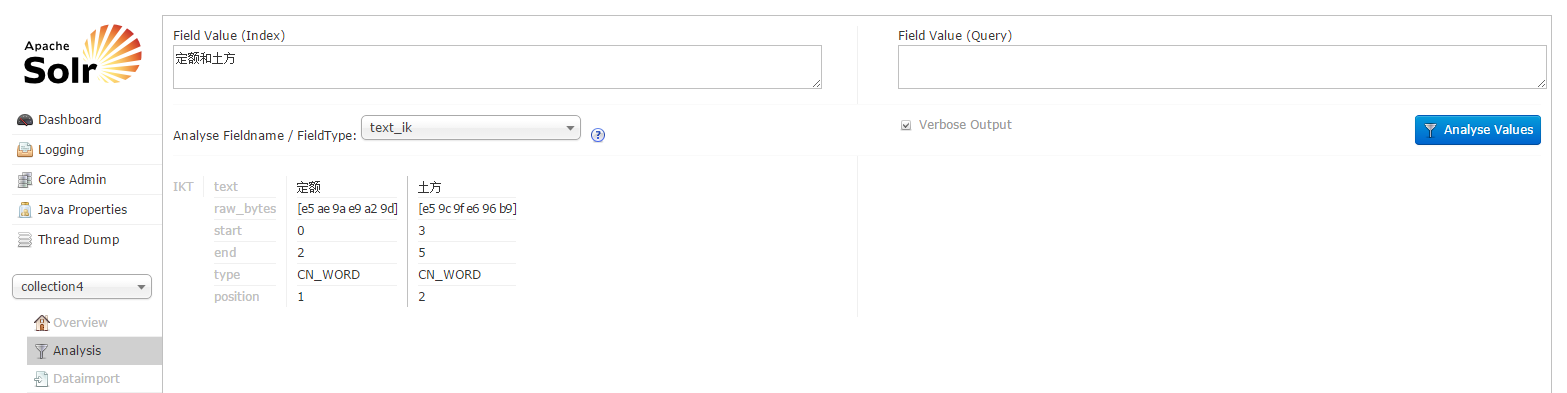 Apache
Solr
Dashboard
Logging
Core Admin
Java Properties
Thread Dump
collection4
Overview
Analysis
Dataimport
Field Value (Index)
定额和土方
Field Value (Query)
Analyse Fieldname / FieldType: text_ik ?
Verbose Output
Analyse Values
IKT text 定额 土方
raw_bytes [e5 ae 9a e9 a2 9d] [e5 9c 9f e6 96 b9]
start 0 3
end 2 5
type CN_WORD CN_WORD
position 1 2